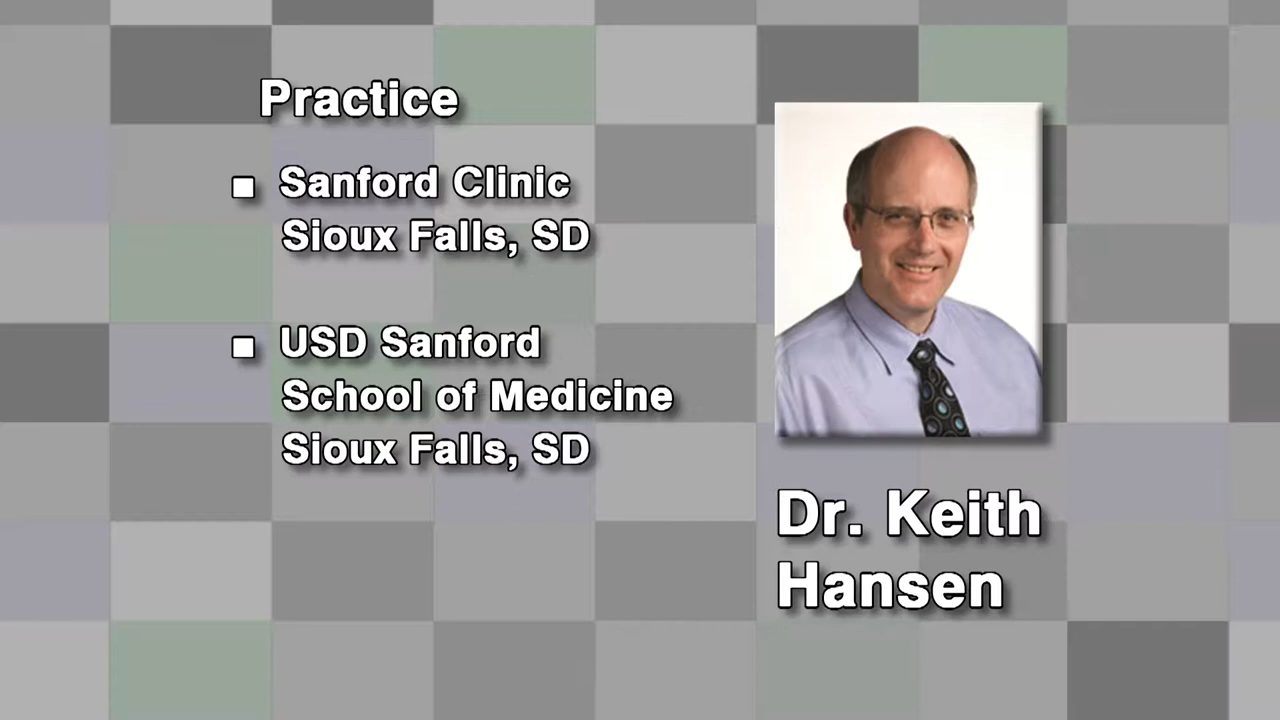 Practice
Sanford Clinic
Sioux Falls, SD
USD Sanford
School of Medicine
Sioux Falls, SD
Dr. Keith
Hansen